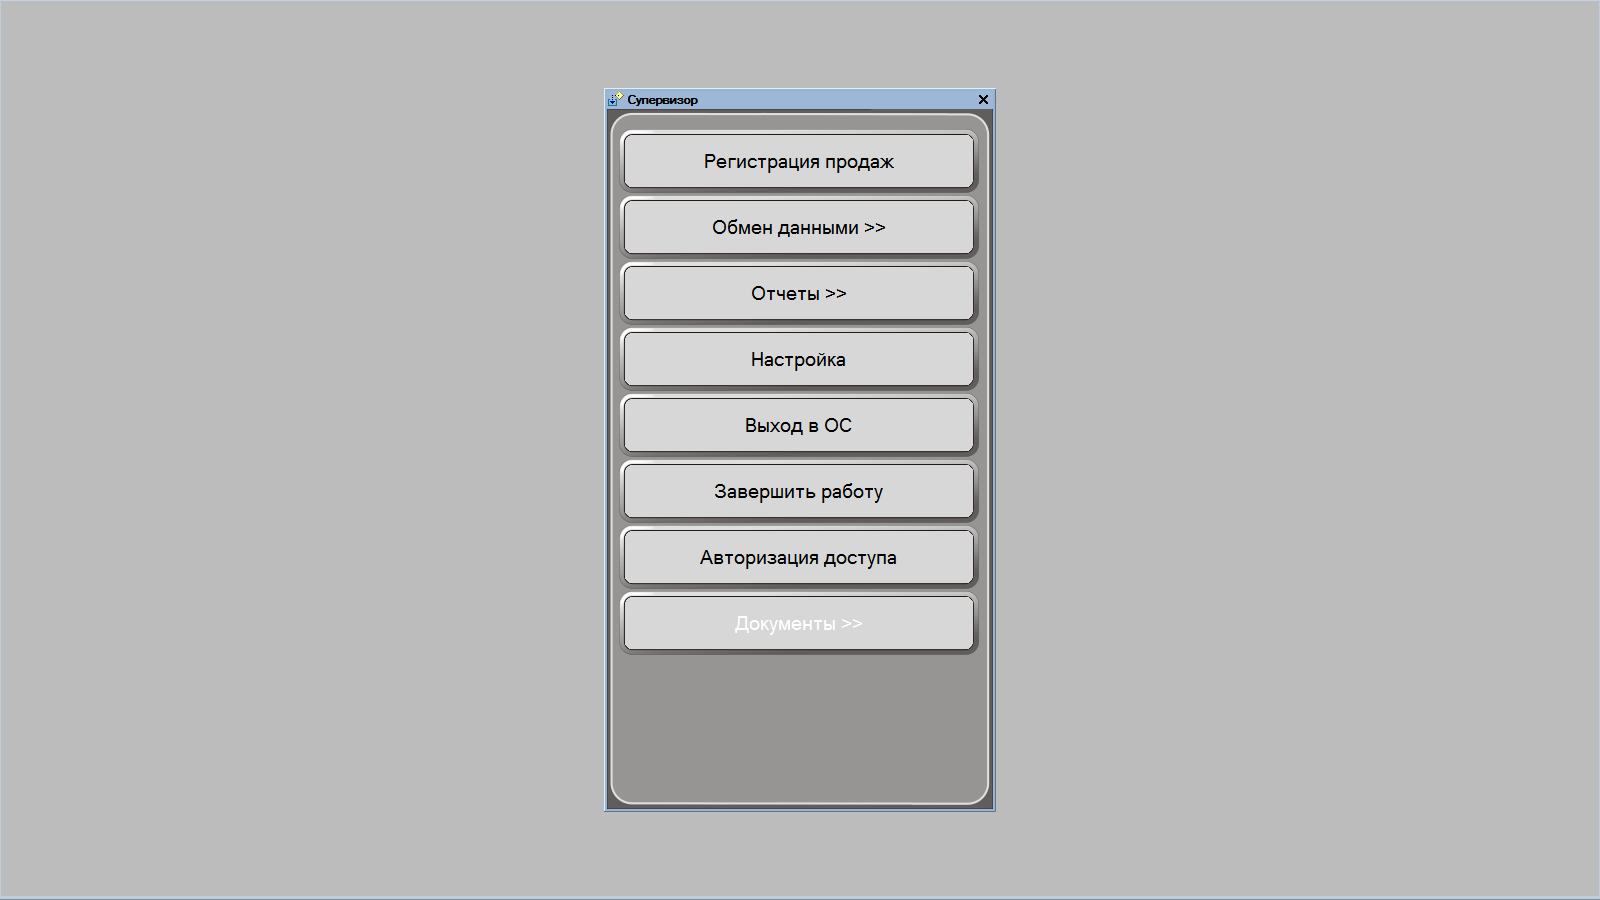 Супервизор
Регистрация продаж
Обмен данными >>
Отчеты >>
Настройка
Выход в ОС
Завершить работу
Авторизация доступа
Документы >>